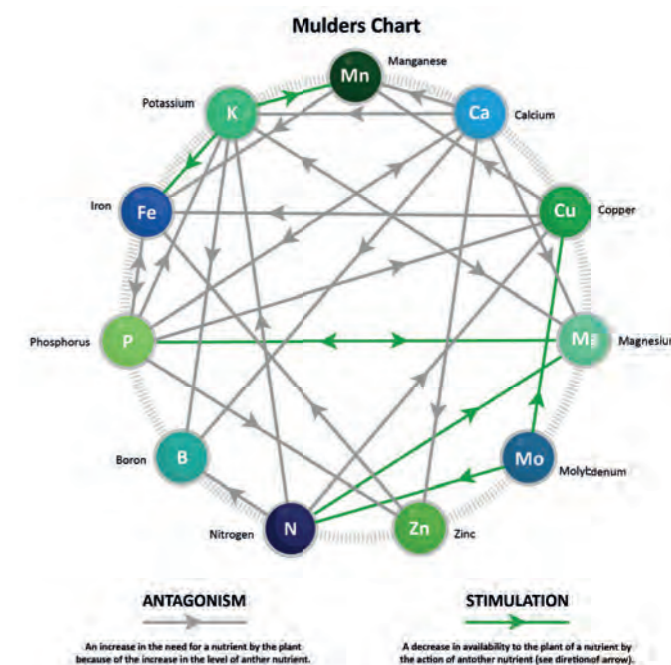 Mulders Chart
Mn
Manganese
K
Potassium
Ca
Calcium
Fe
Iron
Cu
Copper
P
Phosphorus
M
Magnesium
B
Boron
Mo
Molybdenum
N
Nitrogen
Zn
Zinc
ANTAGONISM
An increase in the need for a nutrient by the plant
because of the increase in the level of anther nutrient.
STIMULATION
A decrease in availability to the plant of a nutrient by
the action of antother nutrient (see diretional arrow).